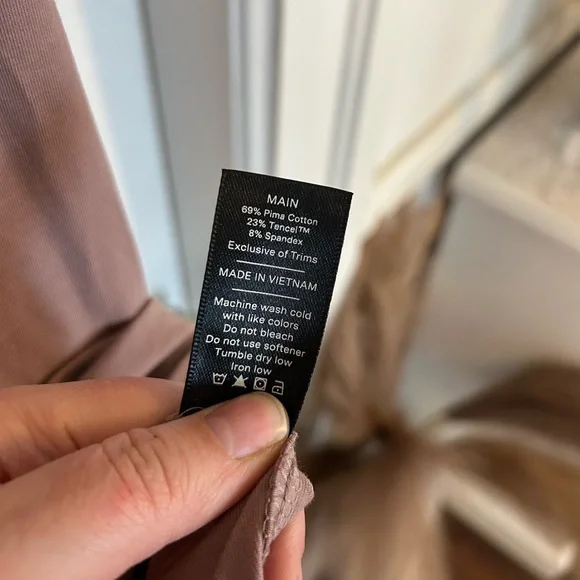 MAIN
69% Pima Cotton
23% Tencel™
8% Spandex
Exclusive of Trims
MADE IN VIETNAM
Machine wash cold
with like colors
Do not bleach
Do not use softener
Tumble dry low
Iron low